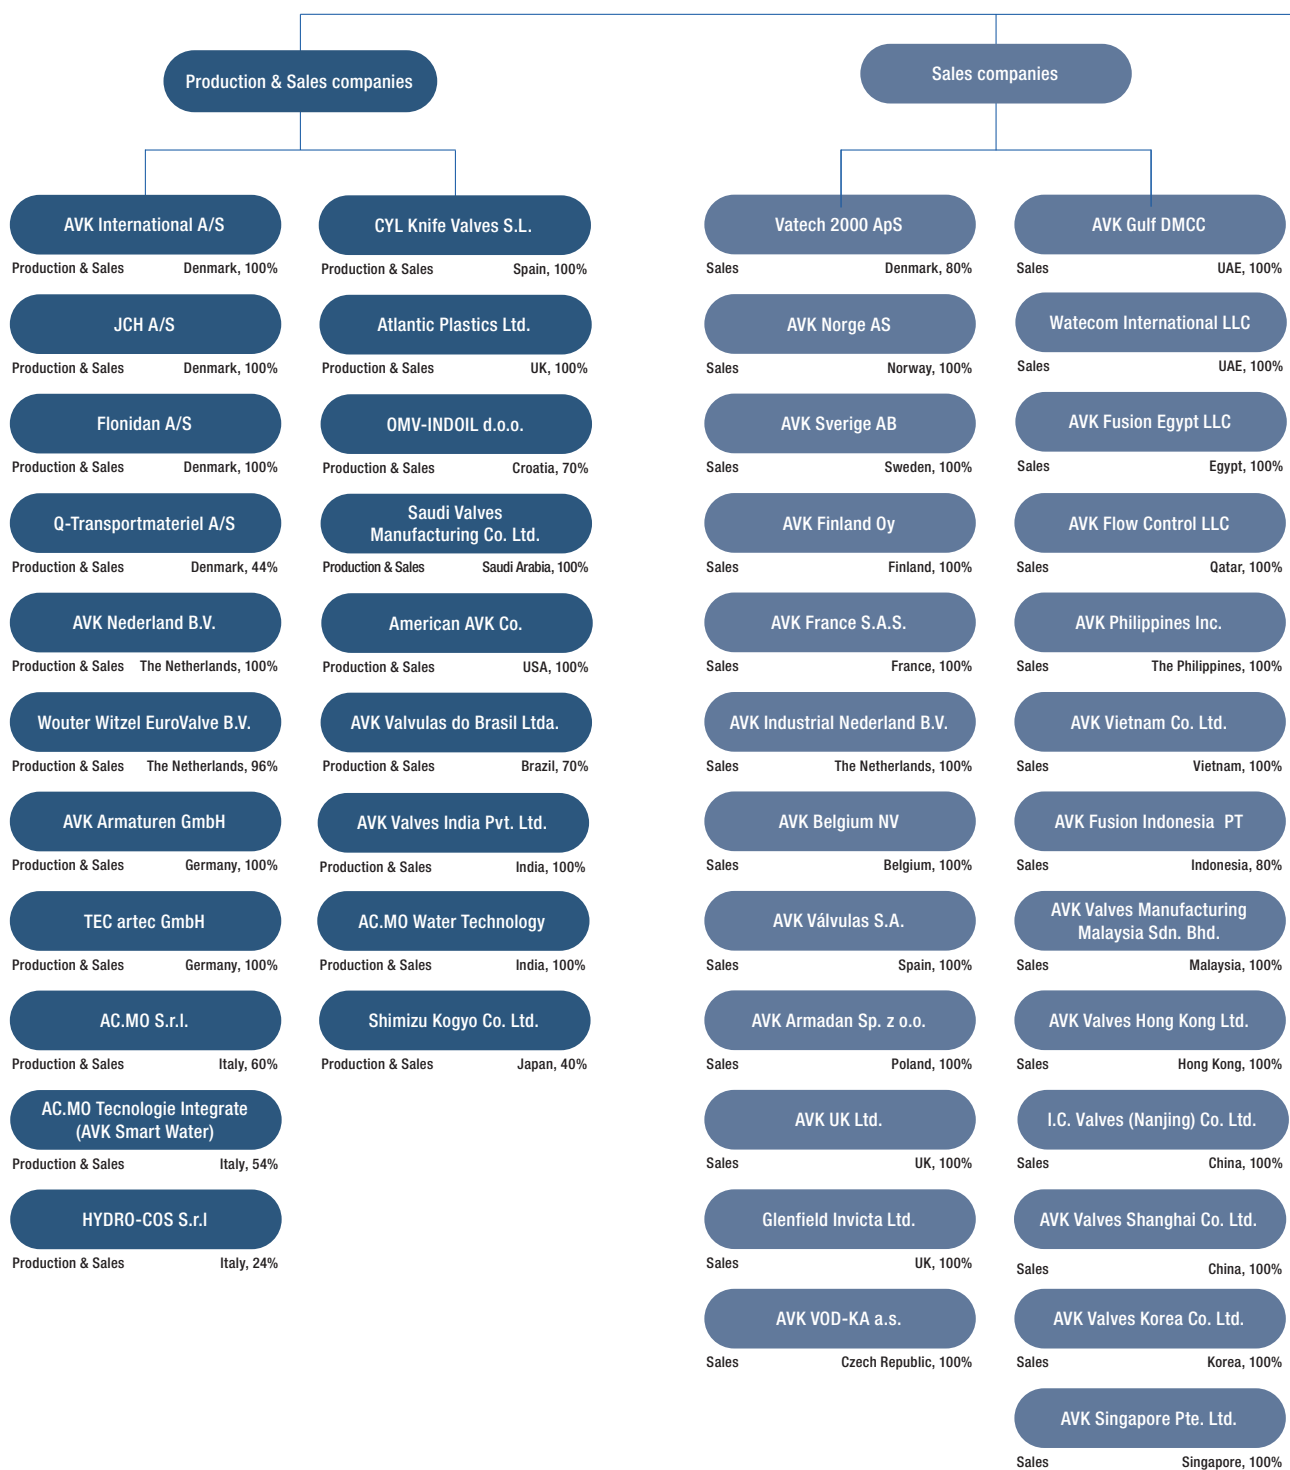 Production & Sales companies
AVK International A/S
Production & Sales Denmark, 100%
JCH A/S
Production & Sales Denmark, 100%
Flonidan A/S
Production & Sales Denmark, 100%
Q-Transportmateriel A/S
Production & Sales Denmark, 44%
AVK Nederland B.V.
Production & Sales The Netherlands, 100%
Wouter Witzel EuroValve B.V.
Production & Sales The Netherlands, 96%
AVK Armaturen GmbH
Production & Sales Germany, 100%
TEC artec GmbH
Production & Sales Germany, 100%
AC.MO S.r.l.
Production & Sales Italy, 60%
AC.MO Tecnologie Integrate
(AVK Smart Water)
Production & Sales Italy, 54%
HYDRO-COS S.r.l
Production & Sales Italy, 24%
CYL Knife Valves S.L.
Production & Sales Spain, 100%
Atlantic Plastics Ltd.
Production & Sales UK, 100%
OMV-INDOIL d.o.o.
Production & Sales Croatia, 70%
Saudi Valves
Manufacturing Co. Ltd.
Production & Sales Saudi Arabia, 100%
American AVK Co.
Production & Sales USA, 100%
AVK Valvulas do Brasil Ltda.
Production & Sales Brazil, 70%
AVK Valves India Pvt. Ltd.
Production & Sales India, 100%
AC.MO Water Technology
Production & Sales India, 100%
Shimizu Kogyo Co. Ltd.
Production & Sales Japan, 40%
Sales companies
Vatech 2000 ApS
Sales Denmark, 80%
AVK Norge AS
Sales Norway, 100%
AVK Sverige AB
Sales Sweden, 100%
AVK Finland Oy
Sales Finland, 100%
AVK France S.A.S.
Sales France, 100%
AVK Industrial Nederland B.V.
Sales The Netherlands, 100%
AVK Belgium NV
Sales Belgium, 100%
AVK Válvulas S.A.
Sales Spain, 100%
AVK Armadan Sp. z o.o.
Sales Poland, 100%
AVK UK Ltd.
Sales UK, 100%
Glenfield Invicta Ltd.
Sales UK, 100%
AVK VOD-KA a.s.
Sales Czech Republic, 100%
AVK Gulf DMCC
Sales UAE, 100%
Watecom International LLC
Sales UAE, 100%
AVK Fusion Egypt LLC
Sales Egypt, 100%
AVK Flow Control LLC
Sales Qatar, 100%
AVK Philippines Inc.
Sales The Philippines, 100%
AVK Vietnam Co. Ltd.
Sales Vietnam, 100%
AVK Fusion Indonesia PT
Sales Indonesia, 80%
AVK Valves Manufacturing
Malaysia Sdn. Bhd.
Sales Malaysia, 100%
AVK Valves Hong Kong Ltd.
Sales Hong Kong, 100%
I.C. Valves (Nanjing) Co. Ltd.
Sales China, 100%
AVK Valves Shanghai Co. Ltd.
Sales China, 100%
AVK Valves Korea Co. Ltd.
Sales Korea, 100%
AVK Singapore Pte. Ltd.
Sales Singapore, 100%